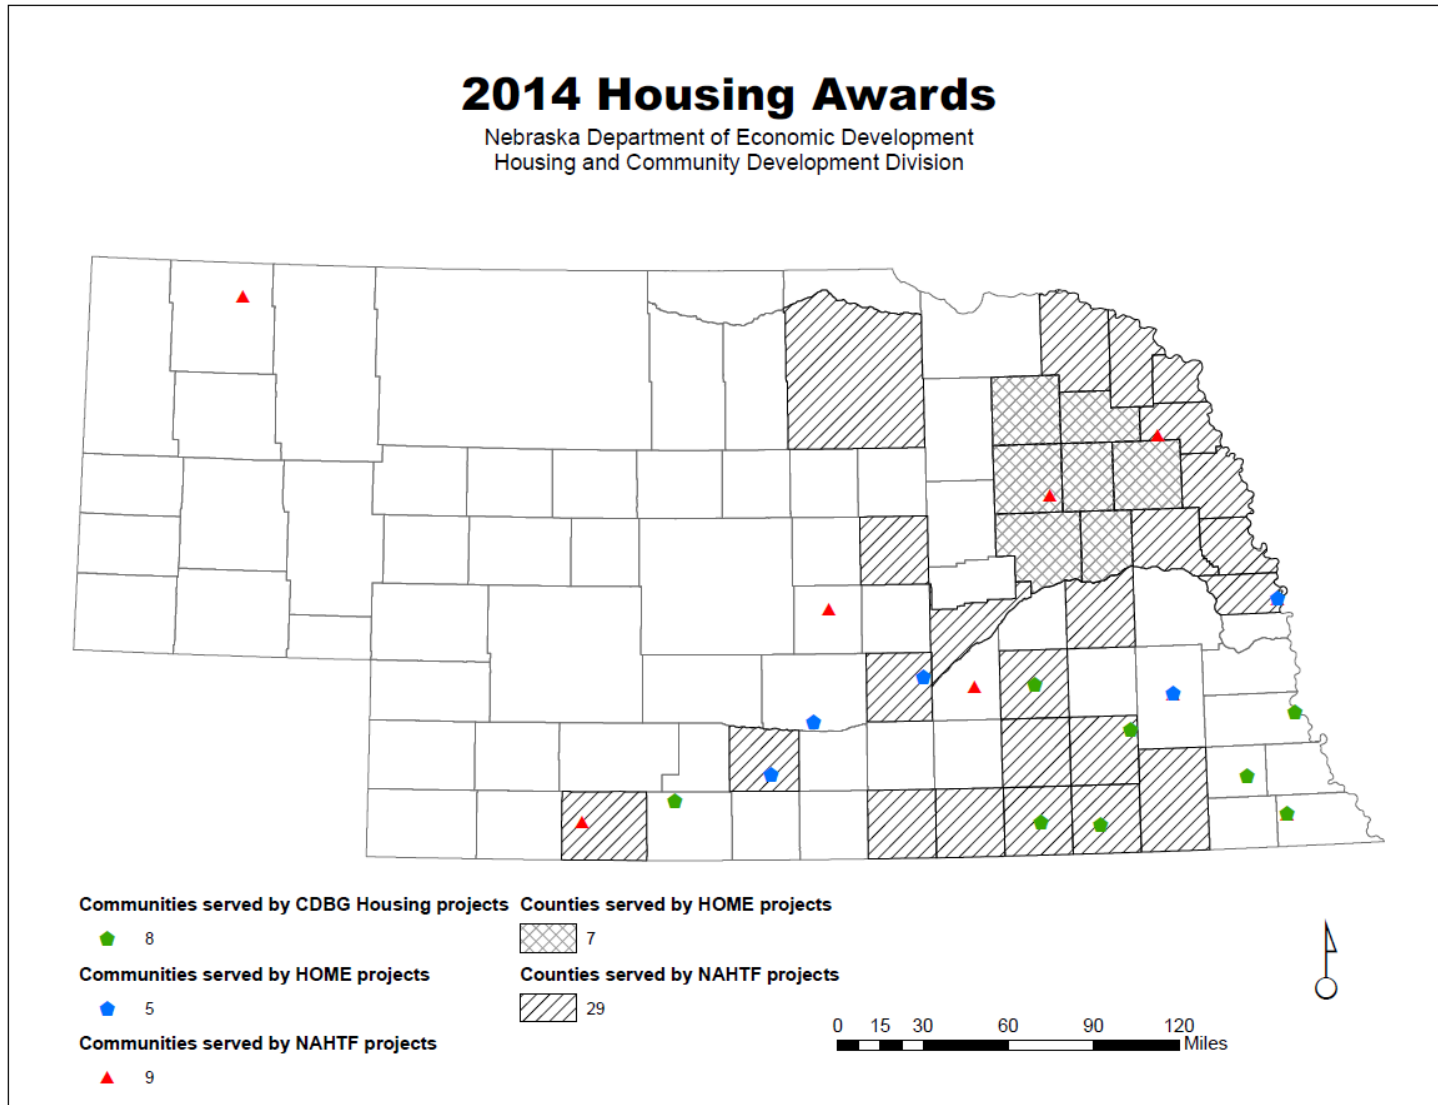 2014 Housing Awards
Nebraska Department of Economic Development
Housing and Community Development Division
Communities served by CDBG Housing projects
8
Communities served by HOME projects
5
Communities served by NAHTF projects
9
Counties served by HOME projects
7
Counties served by NAHTF projects
29
0 15 30 60 90 120
Miles